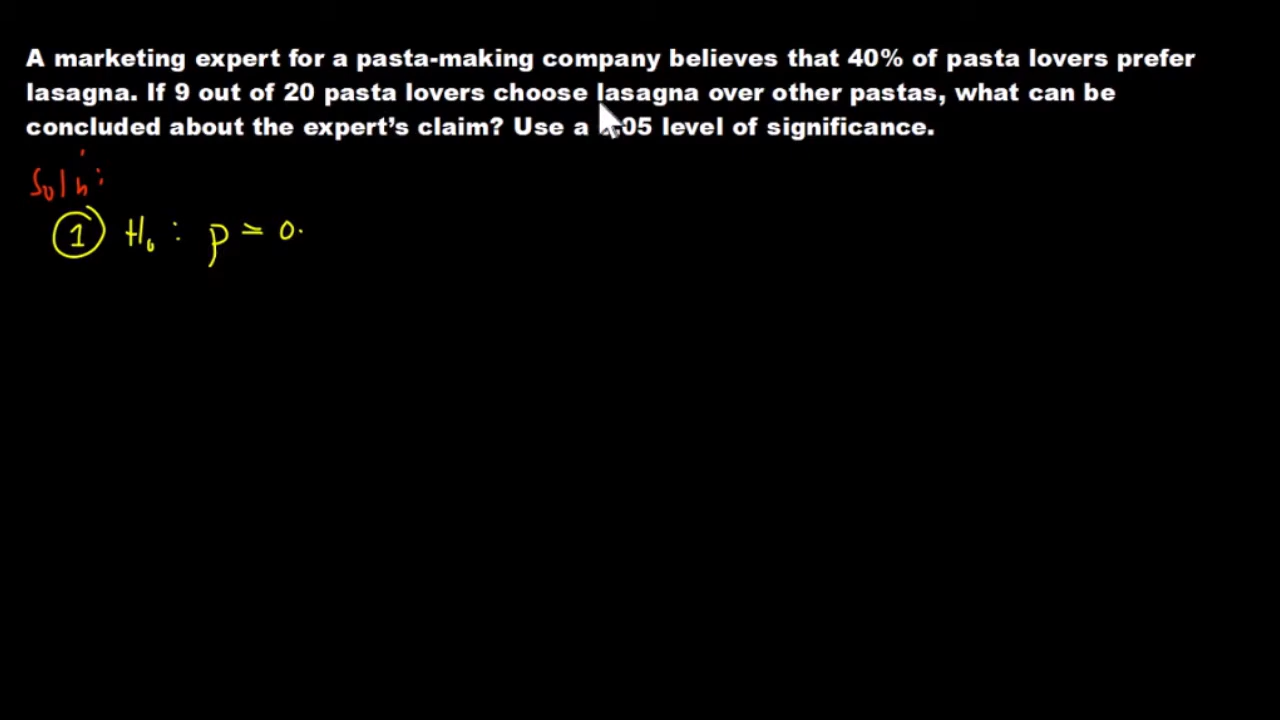 A marketing expert for a pasta-making company believes that 40% of pasta lovers prefer
lasagna. If 9 out of 20 pasta lovers choose lasagna over other pastas, what can be
concluded about the expert's claim? Use a 05 level of significance.
Soln:
1 H₀ : p = 0.